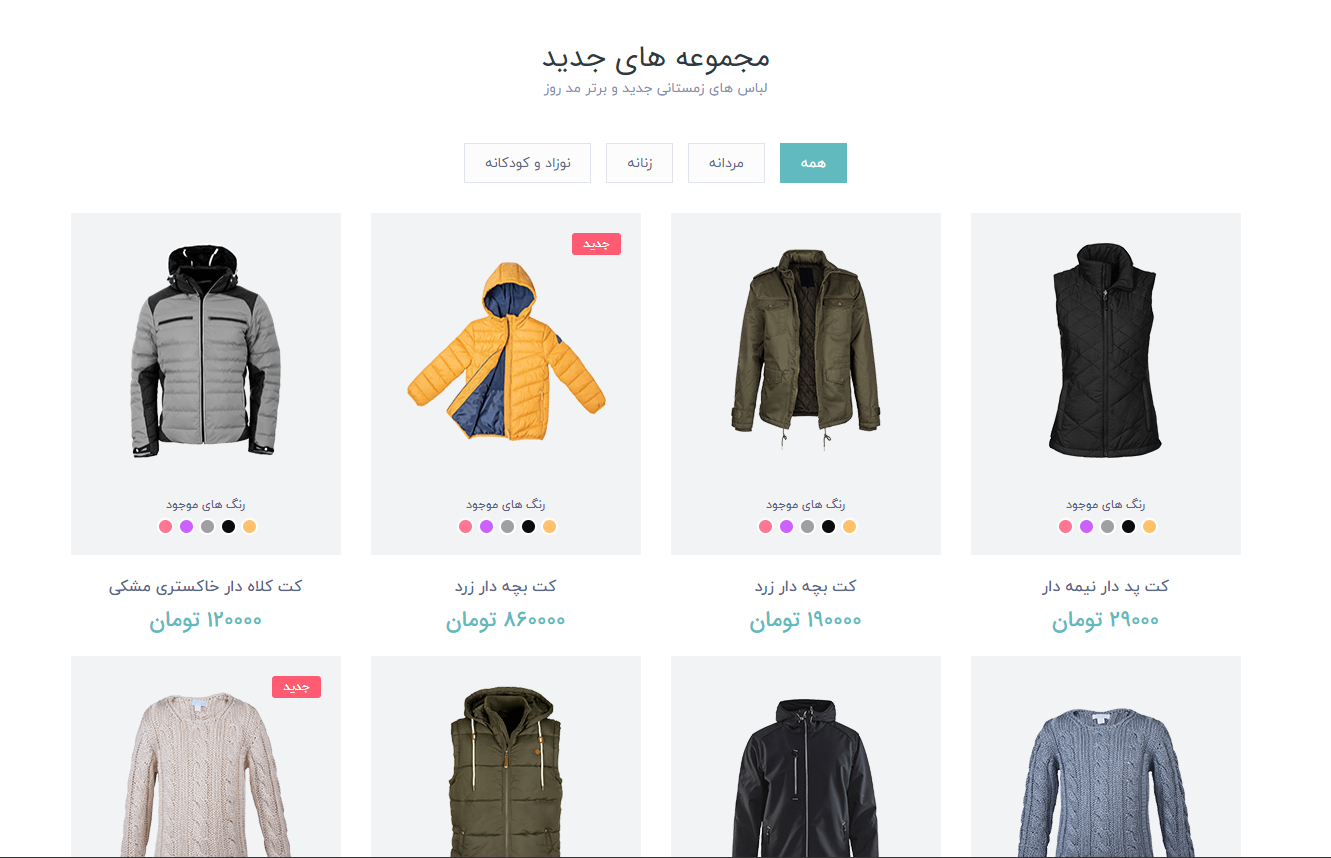 مجموعه های جدید
لباس های زمستانی جدید و برتر مد روز
همه
مردانه
زنانه
نوزاد و کودکانه
رنگ های موجود
کت پد دار نیمه دار
۲۹۰۰۰ تومان
رنگ های موجود
کت بچه دار زرد
۱۹۰۰۰۰ تومان
جدید
رنگ های موجود
کت بچه دار زرد
۸۶۰۰۰۰ تومان
رنگ های موجود
کت کلاه دار خاکستری مشکی
۱۲۰۰۰۰ تومان
جدید